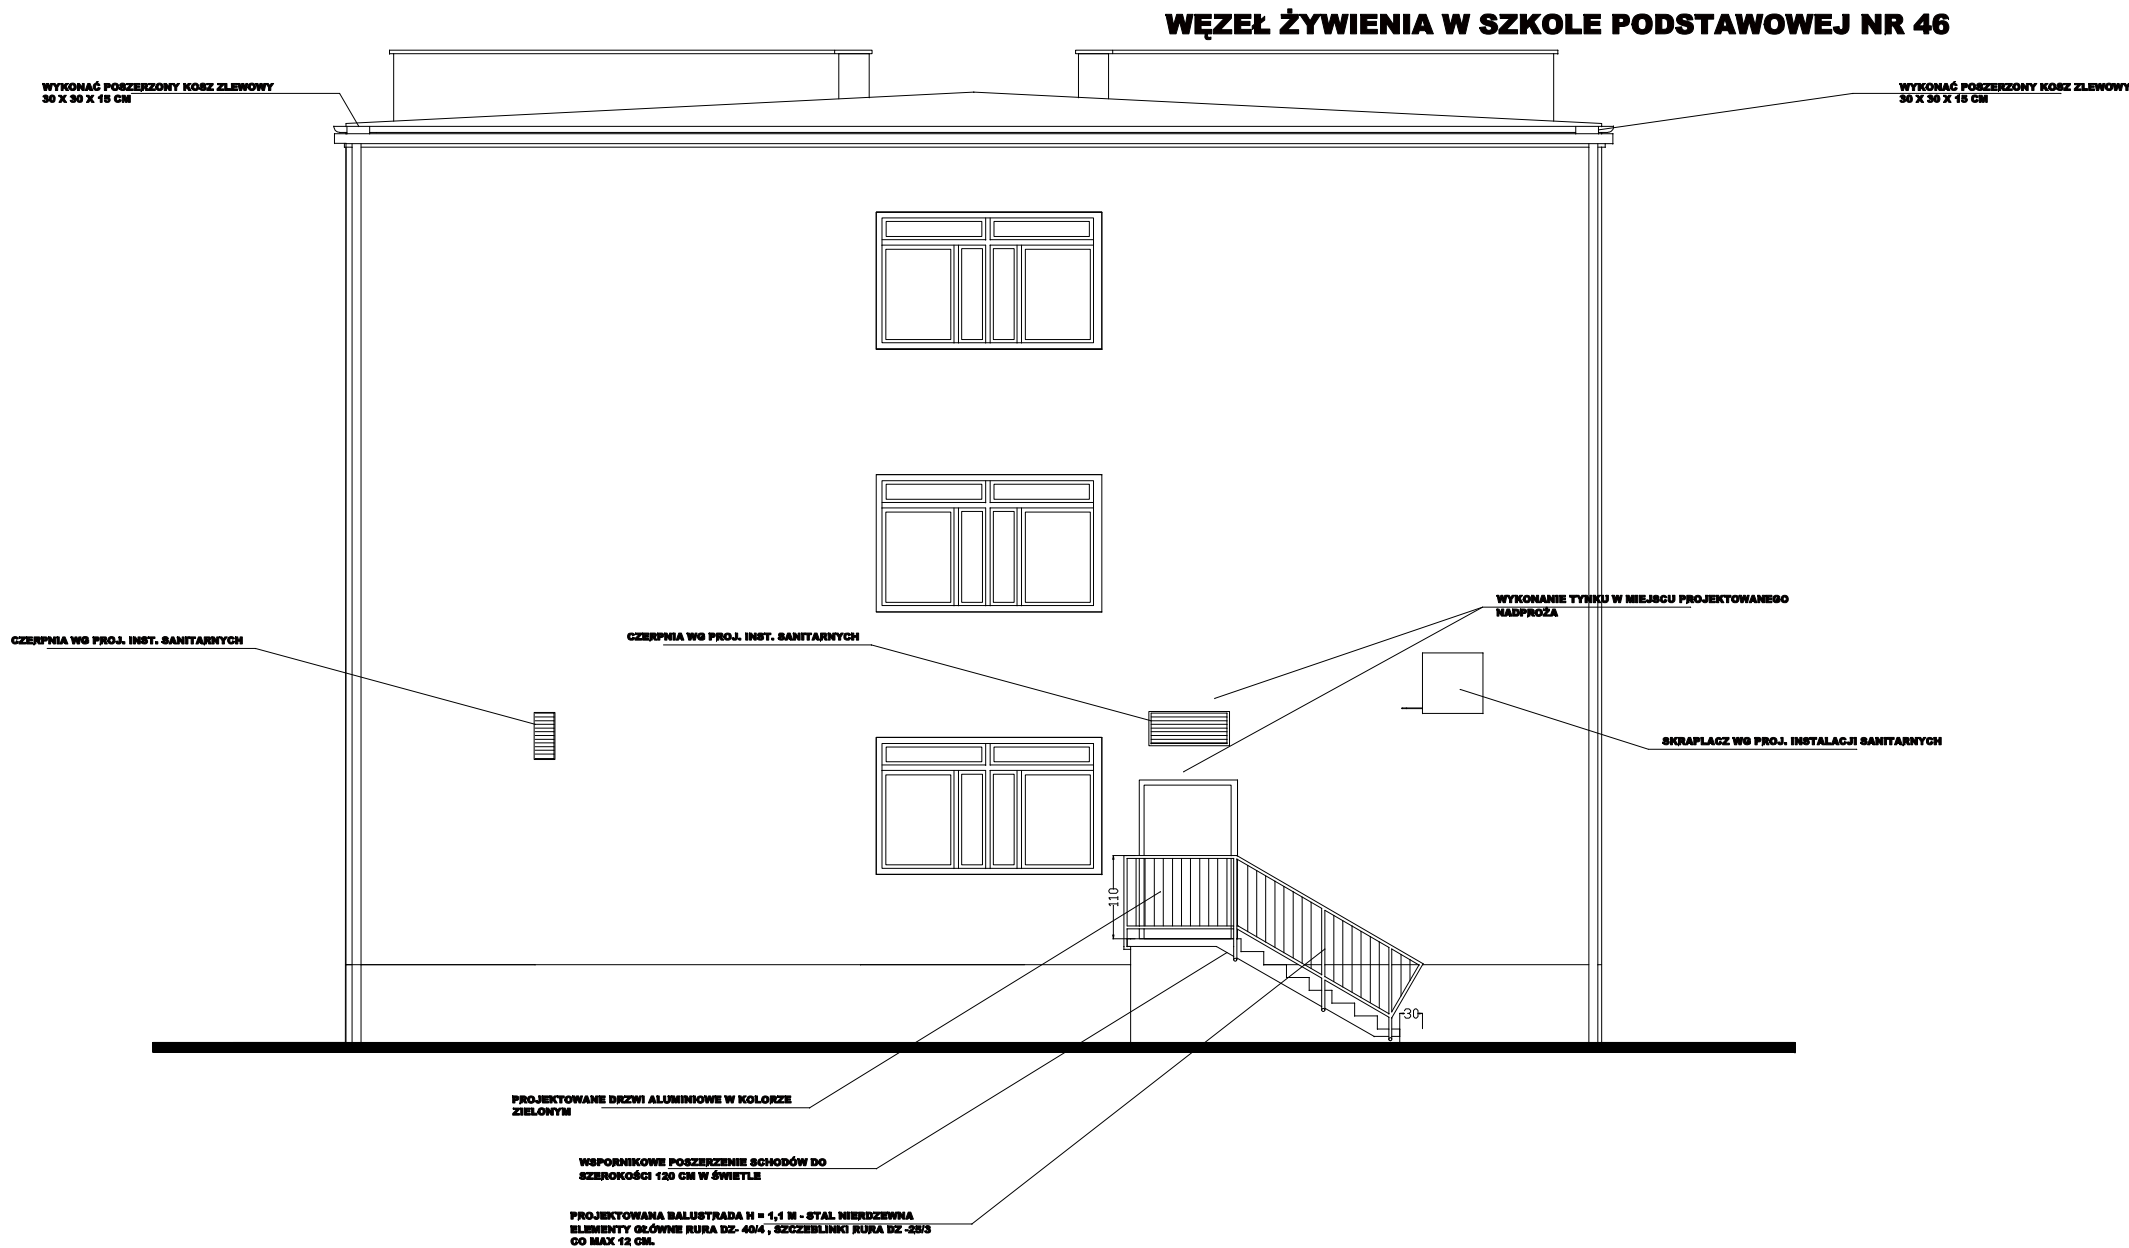 WĘZEŁ ŻYWIENIA W SZKOLE PODSTAWOWEJ NR 46
WYKONAĆ POSZERZONY KOSZ ZLEWOWY
30 X 30 X 15 CM
WYKONAĆ POSZERZONY KOSZ ZLEWOWY
30 X 30 X 15 CM
WYKONANIE TYNKU W MIEJSCU PROJEKTOWANEGO
NADPROŻA
CZERPNIA WG PROJ. INST. SANITARNYCH
CZERPNIA WG PROJ. INST. SANITARNYCH
SKRAPLACZ WG PROJ. INSTALACJI SANITARNYCH
110
30
PROJEKTOWANE DRZWI ALUMINIOWE W KOLORZE
ZIELONYM
WSPORNIKOWE POSZERZENIE SCHODÓW DO
SZEROKOŚCI 120 CM W ŚWIETLE
PROJEKTOWANA BALUSTRADA H = 1,1 M - STAL NIERDZEWNA
ELEMENTY GŁÓWNE RURA DZ- 40/4 , SZCZEBLINKI RURA DZ -25/3
CO MAX 12 CM.